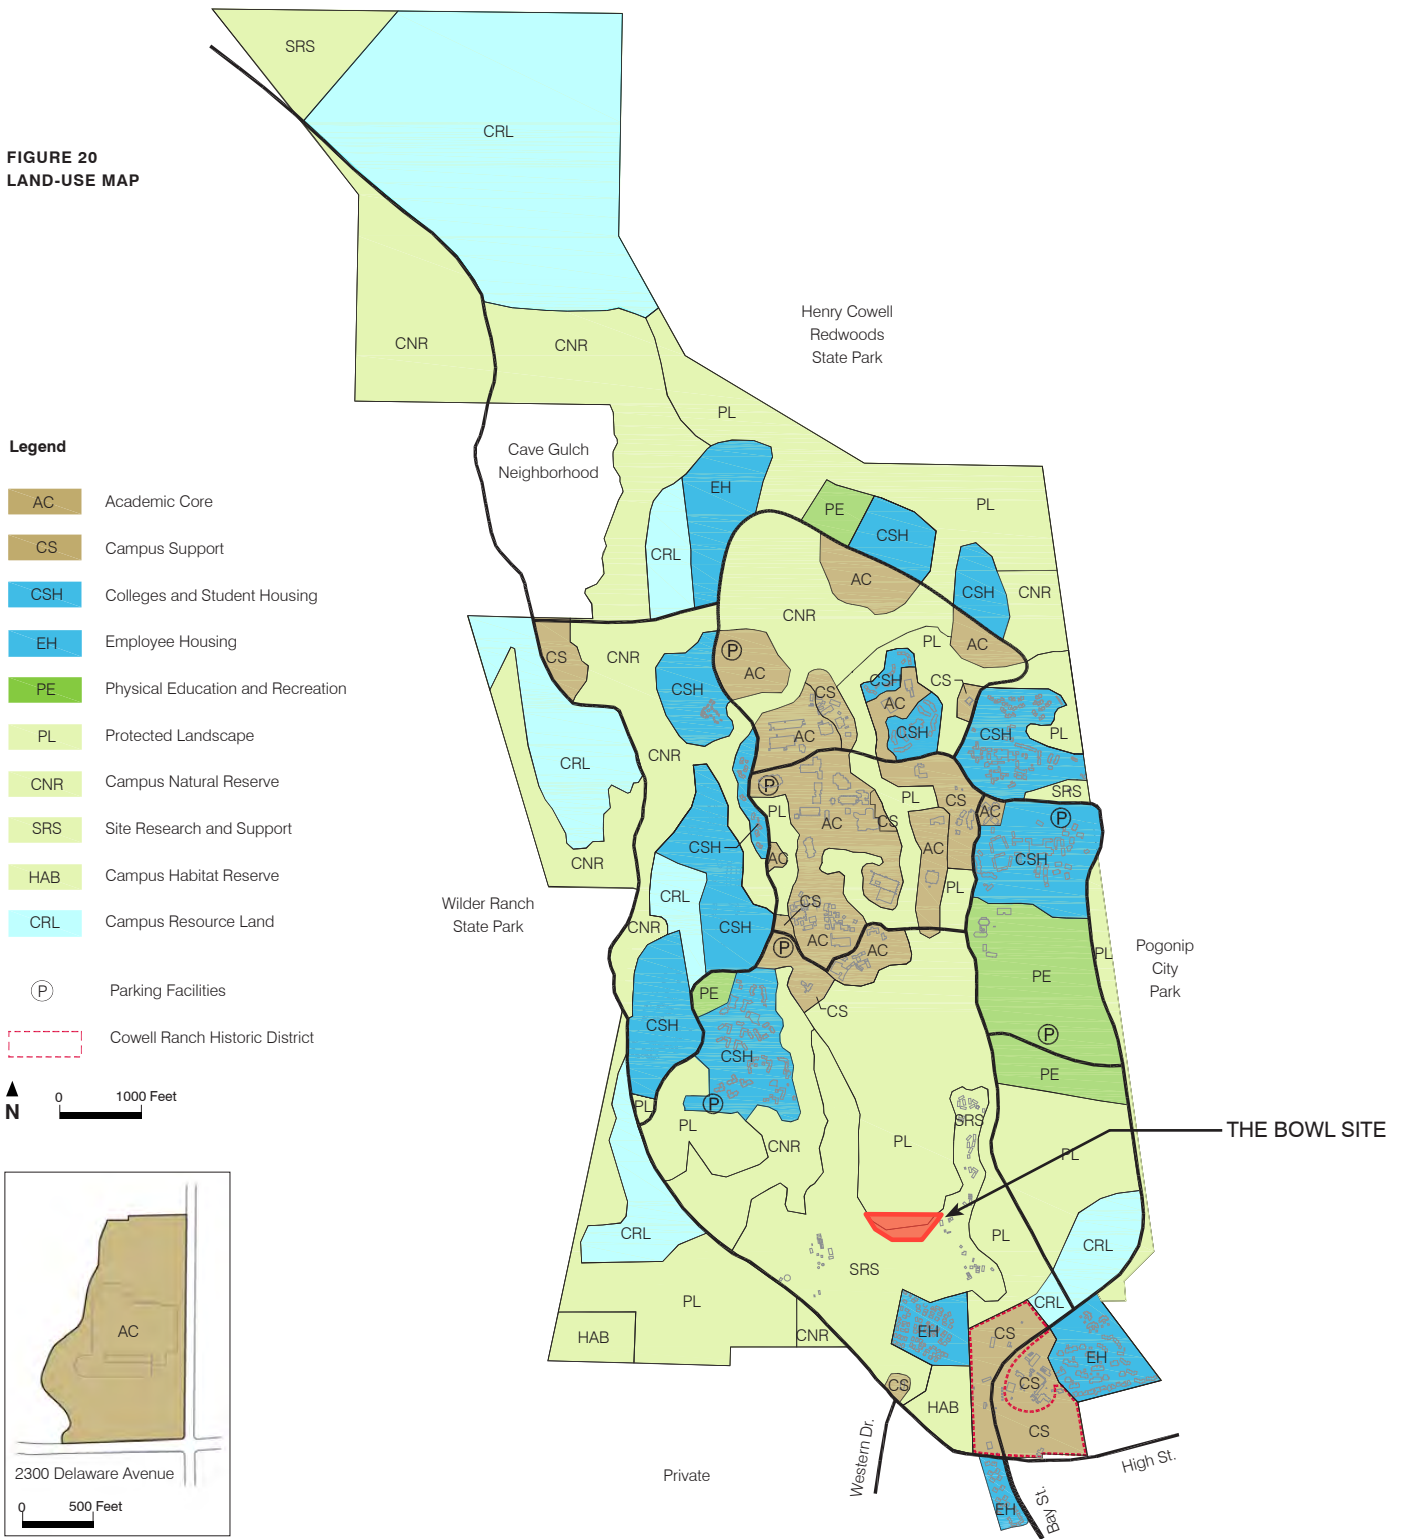 FIGURE 20
LAND-USE MAP
SRS
CRL
CNR
CNR
Henry Cowell
Redwoods
State Park
PL
Cave Gulch
Neighborhood
EH
PE
CSH
PL
CRL
AC
CSH
CNR
CNR
PL
AC
CS
CNR
P
AC
CSH
CS
CSH
CS
AC
CSH
AC
CSH
PL
CNR
CRL
P
PL
CS
SRS
PL
AC
CS
AC
P
CSH
AC
AC
CSH
CNR
CRL
PL
CS
CNR
CSH
AC
P
AC
PL
Wilder Ranch
State Park
Pogonip
City
Park
PE
PE
CS
CSH
P
CSH
PE
PL
P
PL
CNR
SRS
PL
PL
THE BOWL SITE
CRL
PL
CRL
SRS
PL
CRL
HAB
CNR
EH
CS
EH
CS
CS
HAB
CS
Western Dr.
High St.
Bay St.
EH
Private
Legend
AC Academic Core
CS Campus Support
CSH Colleges and Student Housing
EH Employee Housing
PE Physical Education and Recreation
PL Protected Landscape
CNR Campus Natural Reserve
SRS Site Research and Support
HAB Campus Habitat Reserve
CRL Campus Resource Land
P Parking Facilities
Cowell Ranch Historic District
N
0 1000 Feet
AC
2300 Delaware Avenue
0 500 Feet